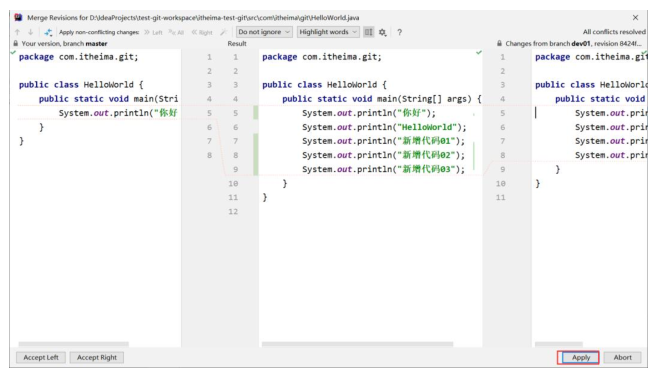 Merge Revisions for D:\IdeaProjects\test-git-workspace\itheima-test-git\src\com\itheima\git\HelloWorld.java
Apply non-conflicting changes: Left All Right Do not ignore Highlight words ? All conflicts resolved
Your version, branch master Result Changes from branch dev01, revision 8424f...
package com.itheima.git; 1 1 package com.itheima.git; 1 package com.itheima.git
2 2 2
public class HelloWorld { 3 3 public class HelloWorld { 3 public class HelloWorl
public static void main(Stri 4 4 public static void main(String[] args) { 4 public static void
System.out.println("你好 5 5 System.out.println("你好"); 5 System.out.prin
} 6 6 System.out.println("HelloWorld"); 6 System.out.prin
} 7 7 System.out.println("新增代码01"); 7 System.out.prin
8 8 System.out.println("新增代码02"); 8 System.out.prin
9 System.out.println("新增代码03"); 9 }
10 } 10 }
11 } 11
12
Accept Left Accept Right Apply Abort